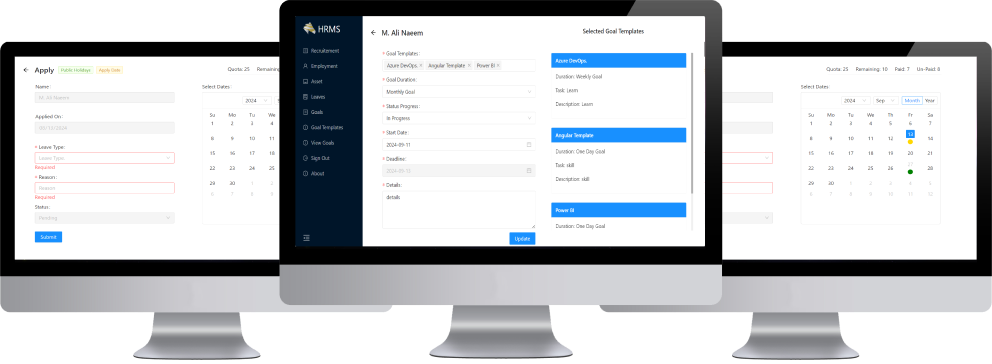 Apply
Public Holidays
Apply Date
Quota: 25
Name:
M. Ali Naeem
Applied On:
* Leave Type:
Leave Type
Required
* Reason:
Reason
Required
Status:
Pending
Submit
Select Dates:
2024
Su Mo Tu We
1 2 3 4
8 9 10 11
15 16 17 18
22 23 24 25
29 30 1 2
6 7 8 9
HRMS
Recruitement
Employment
Asset
Leaves
Goals
Goal Templates
View Goals
Sign Out
About
M. Ali Naeem
* Goal Templates:
Azure DevOps. Angular Template Power BI
* Goal Duration:
Monthly Goal
* Status Progress:
In Progress
* Start Date:
2024-09-11
* Deadline:
2024-09-11
* Details:
details
Update
Selected Goal Templates
Azure DevOps.
Duration: Weekly Goal
Task: Learn
Description: Learn
Angular Template
Duration: One Day Goal
Task: skill
Description: skill
Power BI
Duration: One Day Goal
Quota: 25 Remaining: 10 Paid: 7 Un-Paid: 8
Select Dates:
2024 Sep Month Year
Su Mo Tu We Th Fr Sa
1 2 3 4 5 6 7
8 9 10 11 12 13 14
15 16 17 18 19 20 21
22 23 24 25 26 27 28
29 30 1 2 3 4 5
6 7 8 9 10 11 12